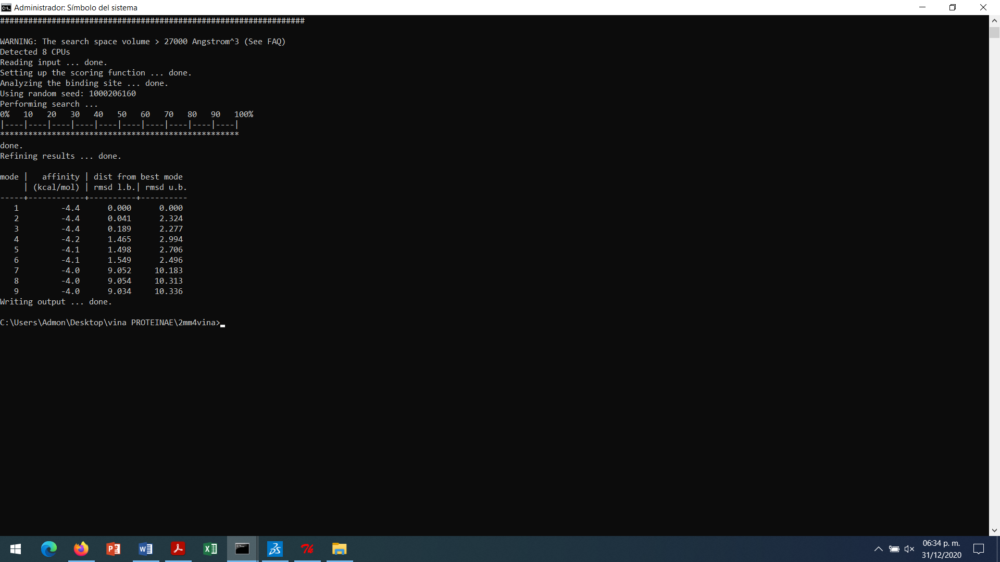 Administrador: Símbolo del sistema
#################################################################
WARNING: The search space volume > 27000 Angstrom^3 (See FAQ)
Detected 8 CPUs
Reading input ... done.
Setting up the scoring function ... done.
Analyzing the binding site ... done.
Using random seed: 1000206160
Performing search ...
0%   10   20   30   40   50   60   70   80   90   100%
|----|----|----|----|----|----|----|----|----|----|
***************************************************
done.
Refining results ... done.
mode |   affinity | dist from best mode
     | (kcal/mol) | rmsd l.b.| rmsd u.b.
-----+------------+----------+----------
   1         -4.4      0.000      0.000
   2         -4.4      0.041      2.324
   3         -4.4      0.189      2.277
   4         -4.2      1.465      2.994
   5         -4.1      1.498      2.706
   6         -4.1      1.549      2.496
   7         -4.0      9.052     10.183
   8         -4.0      9.054     10.313
   9         -4.0      9.034     10.336
Writing output ... done.
C:\Users\Admon\Desktop\vina PROTEINAE\2mm4vina>
06:34 p. m.
31/12/2020